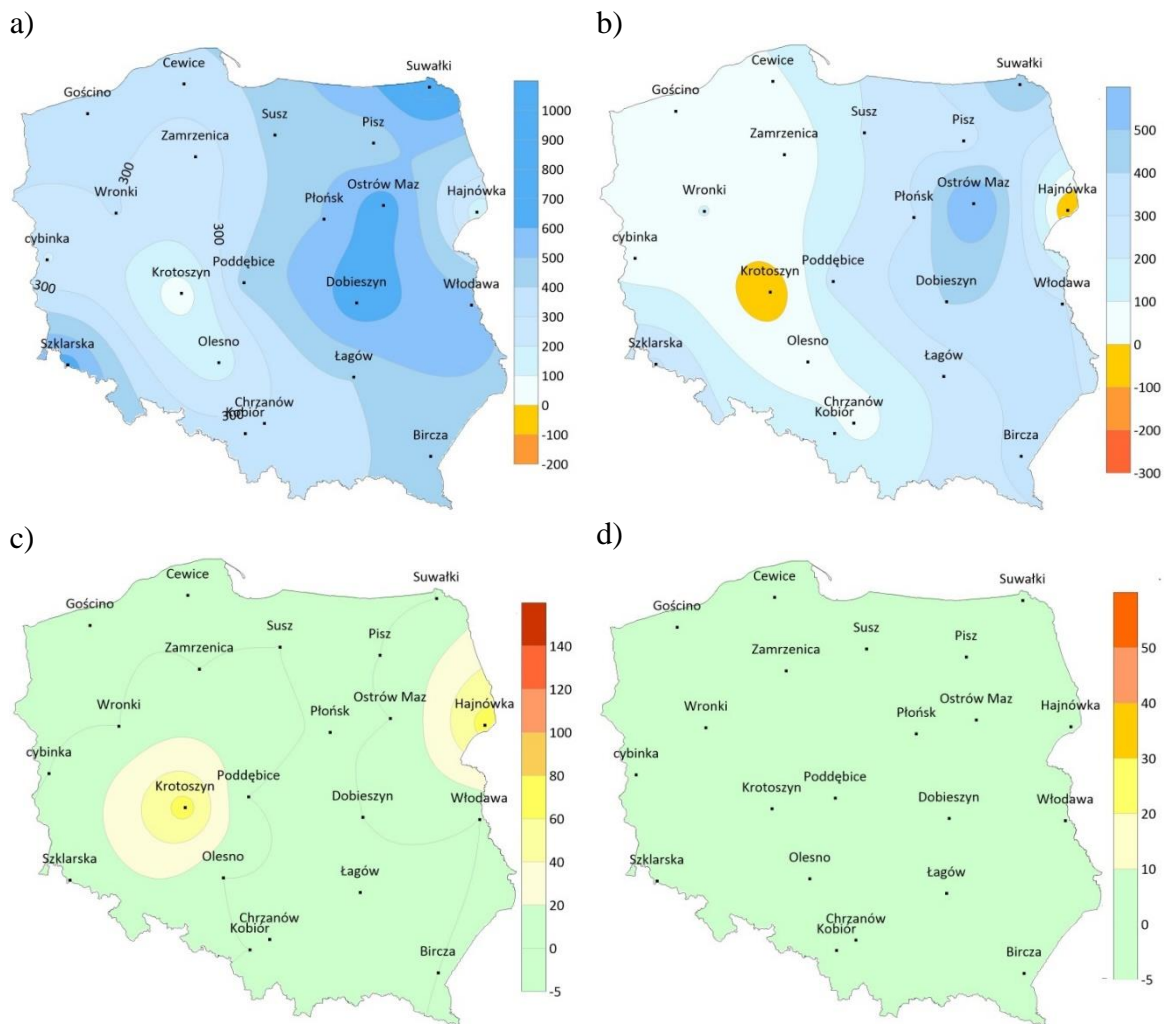 a)
Cewice
Suwałki
Gościno
Susz
Pisz
Zamrzenica
300
Wronki
Ostrów Maz
Hajnówka
Płońsk
300
cybinka
Poddębice
Krotoszyn
Dobieszyn
Włodawa
300
Olesno
Szklarska
Łagów
Chrzanów
Kobiór
300
Bircza
1000
900
800
700
600
500
400
300
200
100
0
-100
-200
b)
Suwałki
Cewice
Gościno
Susz
Pisz
Zamrzenica
Wronki
Ostrów Maz
Hajnówka
Płońsk
cybinka
Poddębice
Krotoszyn
Dobieszyn
Włodawa
Olesno
Szklarska
Łagów
Chrzanów
Kobiór
Bircza
500
400
300
200
100
0
-100
-200
-300
c)
Cewice
Suwałki
Gościno
Susz
Pisz
Zamrzenica
Wronki
Ostrów Maz
Hajnówka
Płońsk
cybinka
Poddębice
Krotoszyn
Dobieszyn
Włodawa
Olesno
Szklarska
Łagów
Chrzanów
Kobiór
Bircza
140
120
100
80
60
40
20
0
-5
d)
Cewice
Suwałki
Gościno
Susz
Pisz
Zamrzenica
Wronki
Ostrów Maz
Hajnówka
Płońsk
cybinka
Poddębice
Krotoszyn
Dobieszyn
Włodawa
Olesno
Szklarska
Łagów
Chrzanów
Kobiór
Bircza
50
40
30
20
10
0
-5